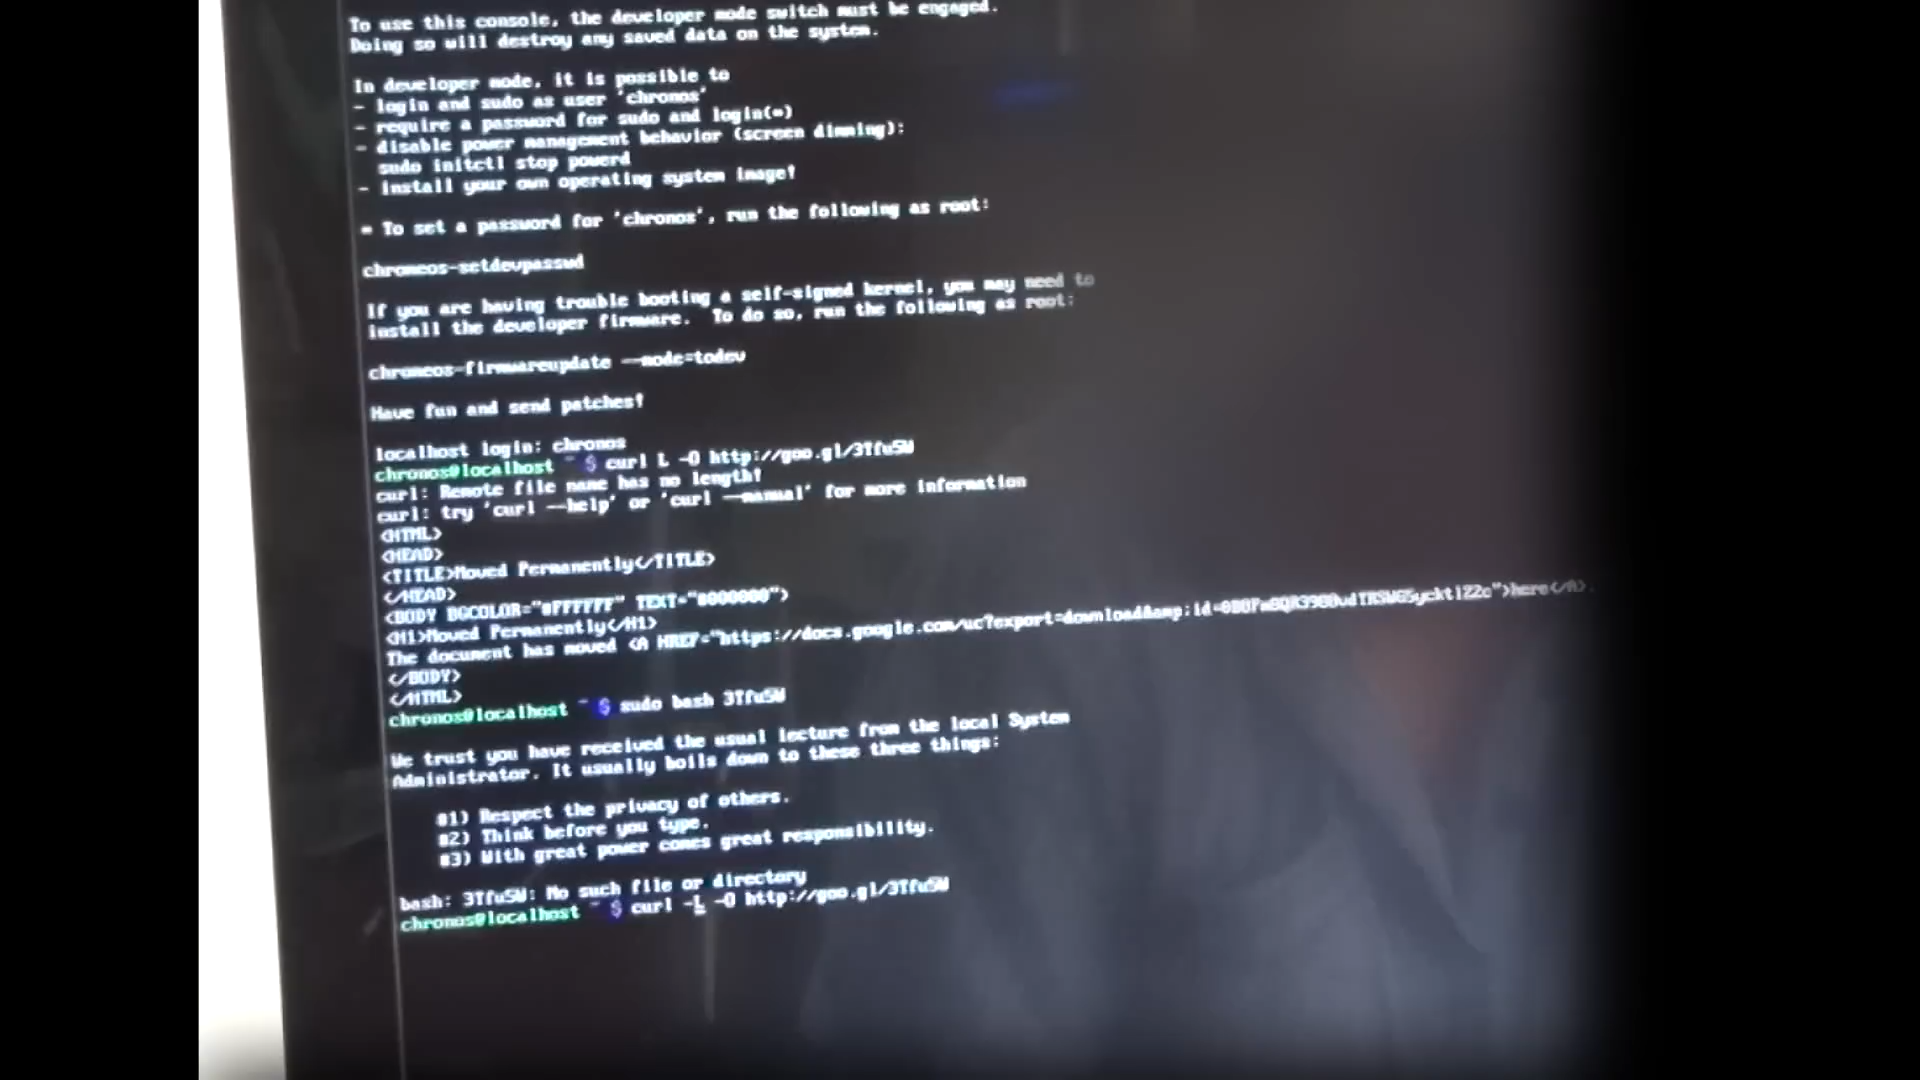 To use this console, the developer mode switch must be engaged.
Doing so will destroy any saved data on the system.
In developer mode, it is possible to
- login and sudo as user 'chronos'
- require a password for sudo and login(*)
- disable power management behavior (screen dimming):
sudo initctl stop powerd
- install your own operating system image!
* To set a password for 'chronos', run the following as root:
chromeos-setdevpasswd
If you are having trouble booting a self-signed kernel, you may need to
install the developer firmware. To do so, run the following as root:
chromeos-firmwareupdate --mode=todev
Have fun and send patches!
localhost login: chronos
chronos@localhost ~ $ curl L -O http://goo.gl/3Tfu5W
curl: Remote file name has no length!
curl: try 'curl --help' or 'curl --manual' for more information
<HTML>
<HEAD>
<TITLE>Moved Permanently</TITLE>
</HEAD>
<BODY BGCOLOR="#FFFFFF" TEXT="#000000">
<H1>Moved Permanently</H1>
The document has moved <A HREF="https://docs.google.com/uc?export=download&amp;id=">here</A>.
</BODY>
</HTML>
chronos@localhost ~ $ sudo bash 3Tfu5W
We trust you have received the usual lecture from the local System
Administrator. It usually boils down to these three things:
#1) Respect the privacy of others.
#2) Think before you type.
#3) With great power comes great responsibility.
bash: 3Tfu5W: No such file or directory
chronos@localhost ~ $ curl -L -O http://goo.gl/3Tfu5W